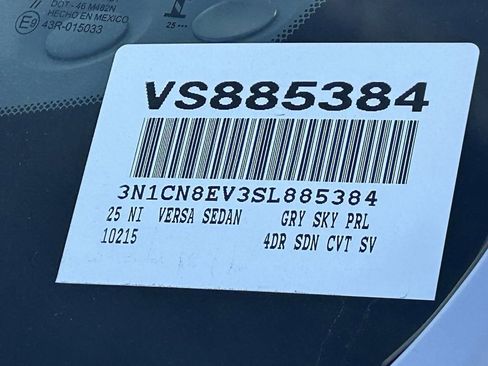 DOT-46 M462N
HECHO EN MEXICO
43R-015033
25 ...
VS885384
3N1CN8EV3SL885384
25 NI VERSA SEDAN GRY SKY PRL
10215 4DR SDN CVT SV